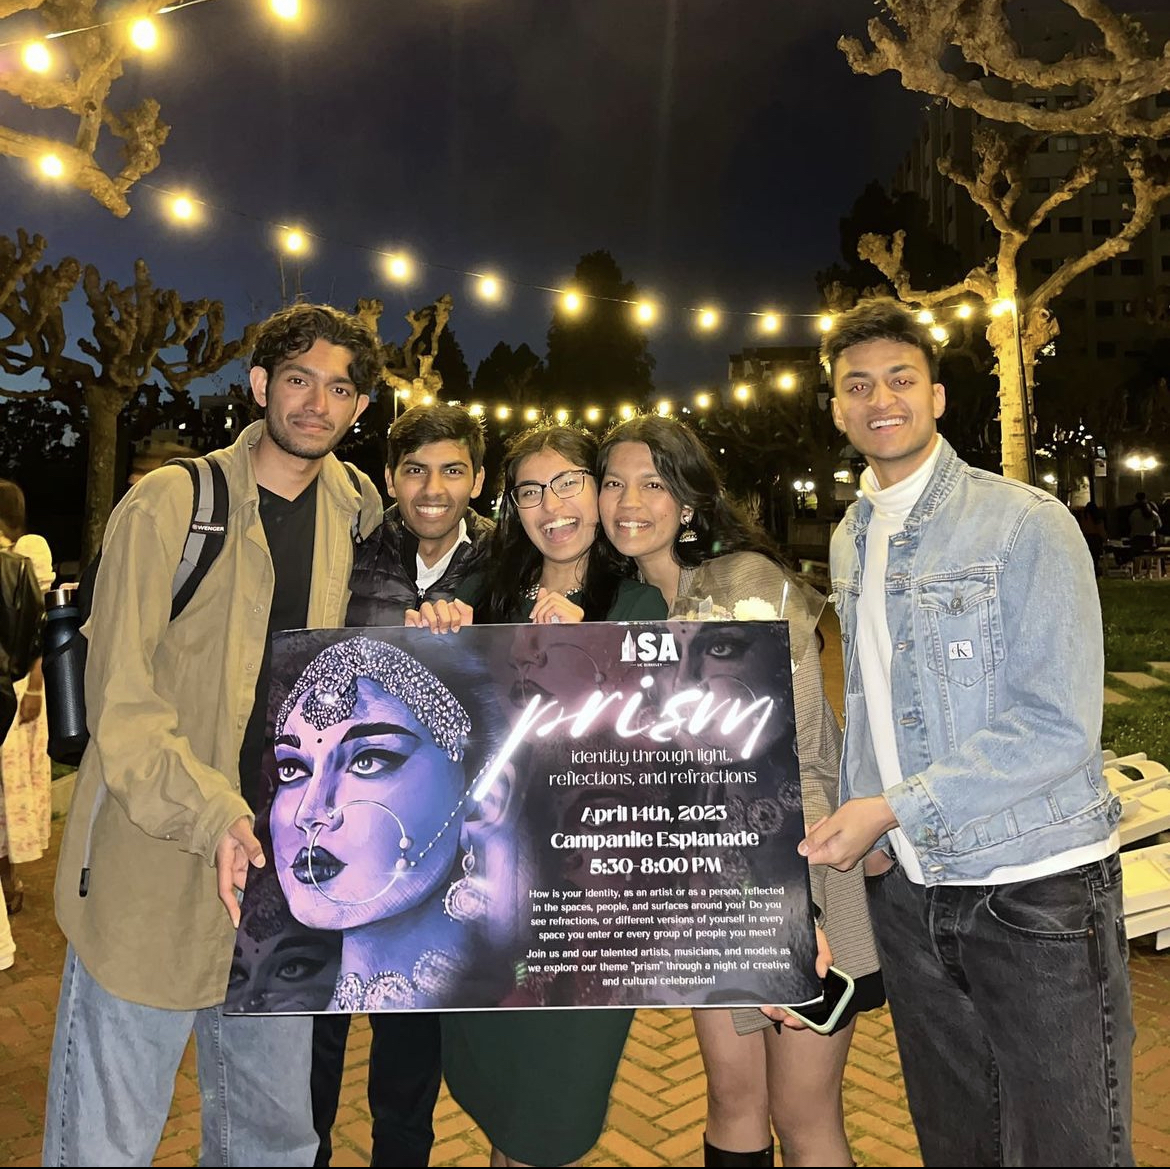 WENGER
ISA
UC BERKELEY
prism
identity through light,
reflections, and refractions
April 14th, 2023
Campanile Esplanade
5:30-8:00 PM
How is your identity, as an artist or as a person, reflected
in the spaces, people, and surfaces around you? Do you
see refractions, or different versions of yourself in every
space you enter or every group of people you meet?
Join us and our talented artists, musicians, and models as
we explore our theme "prism" through a night of creative
and cultural celebration!
cK